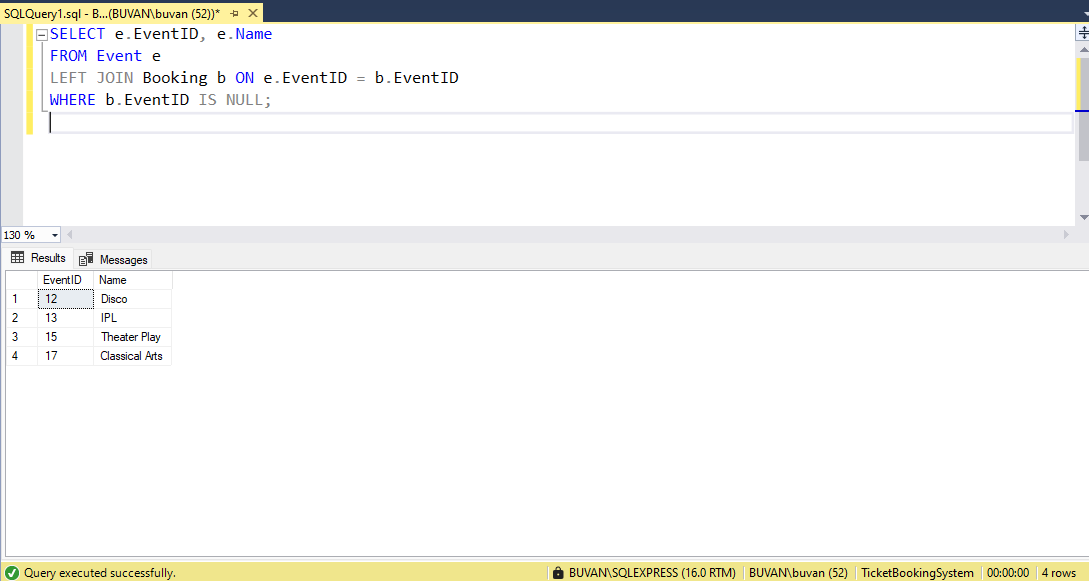 SQLQuery1.sql - B...(BUVAN\buvan (52))*
SELECT e.EventID, e.Name
FROM Event e
LEFT JOIN Booking b ON e.EventID = b.EventID
WHERE b.EventID IS NULL;
130 %
Results Messages
EventID Name
1 12 Disco
2 13 IPL
3 15 Theater Play
4 17 Classical Arts
Query executed successfully. BUVAN\SQLEXPRESS (16.0 RTM) BUVAN\buvan (52) TicketBookingSystem 00:00:00 4 rows